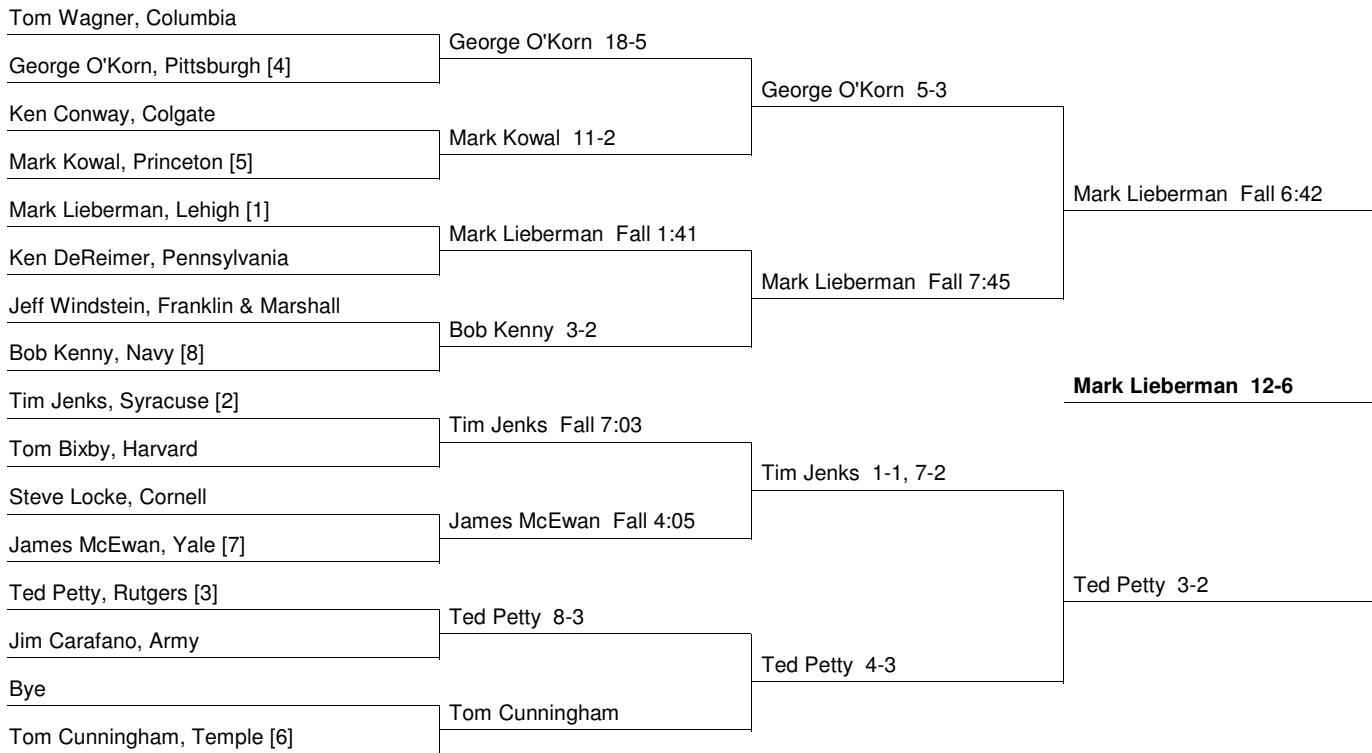 Tom Wagner, Columbia
George O'Korn 18-5
George O'Korn, Pittsburgh [4]
George O'Korn 5-3
Ken Conway, Colgate
Mark Kowal 11-2
Mark Kowal, Princeton [5]
Mark Lieberman Fall 6:42
Mark Lieberman, Lehigh [1]
Mark Lieberman Fall 1:41
Ken DeReimer, Pennsylvania
Mark Lieberman Fall 7:45
Jeff Windstein, Franklin & Marshall
Bob Kenny 3-2
Bob Kenny, Navy [8]
Mark Lieberman 12-6
Tim Jenks, Syracuse [2]
Tim Jenks Fall 7:03
Tom Bixby, Harvard
Tim Jenks 1-1, 7-2
Steve Locke, Cornell
James McEwan Fall 4:05
James McEwan, Yale [7]
Ted Petty 3-2
Ted Petty, Rutgers [3]
Ted Petty 8-3
Jim Carafano, Army
Ted Petty 4-3
Bye
Tom Cunningham
Tom Cunningham, Temple [6]